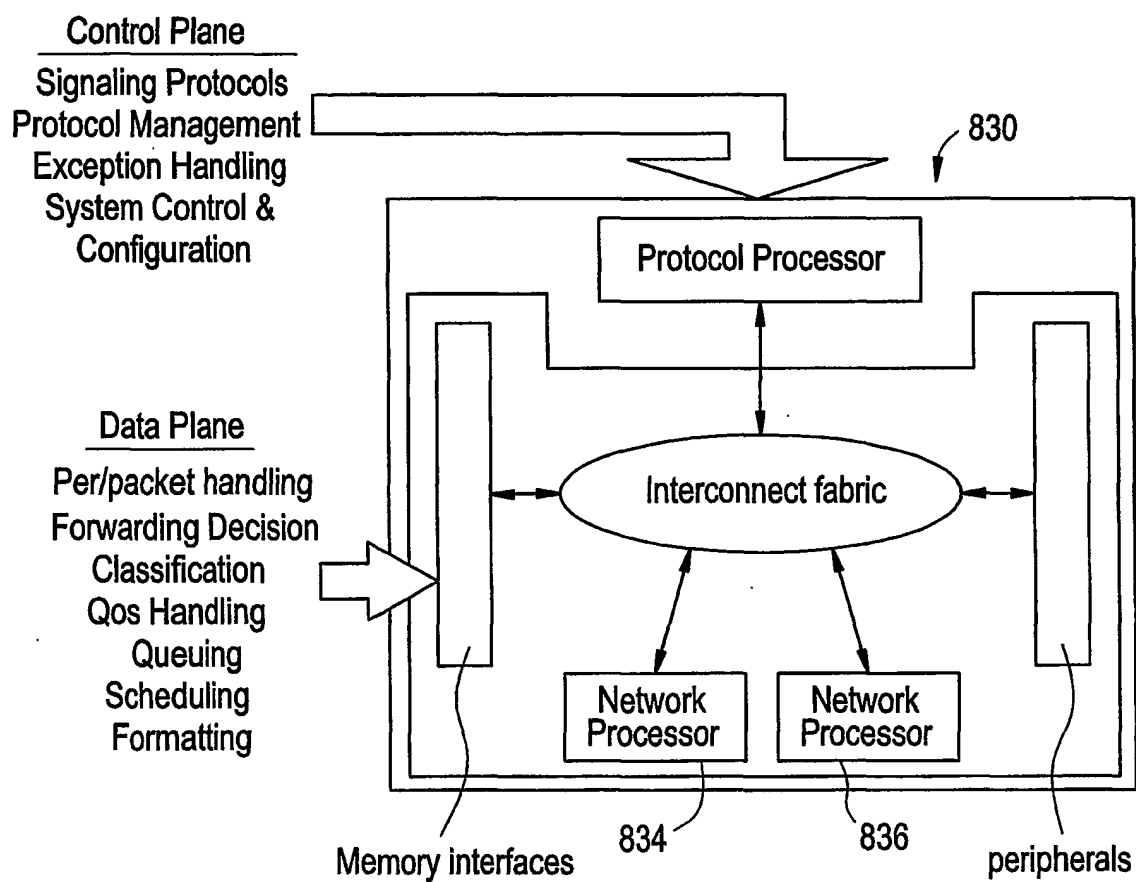 Control Plane
Signaling Protocols
Protocol Management
Exception Handling
System Control &
Configuration
830
Protocol Processor
Data Plane
Per/packet handling
Forwarding Decision
Classification
Qos Handling
Queuing
Scheduling
Formatting
Interconnect fabric
Network
Processor
Network
Processor
834
836
Memory interfaces
peripherals